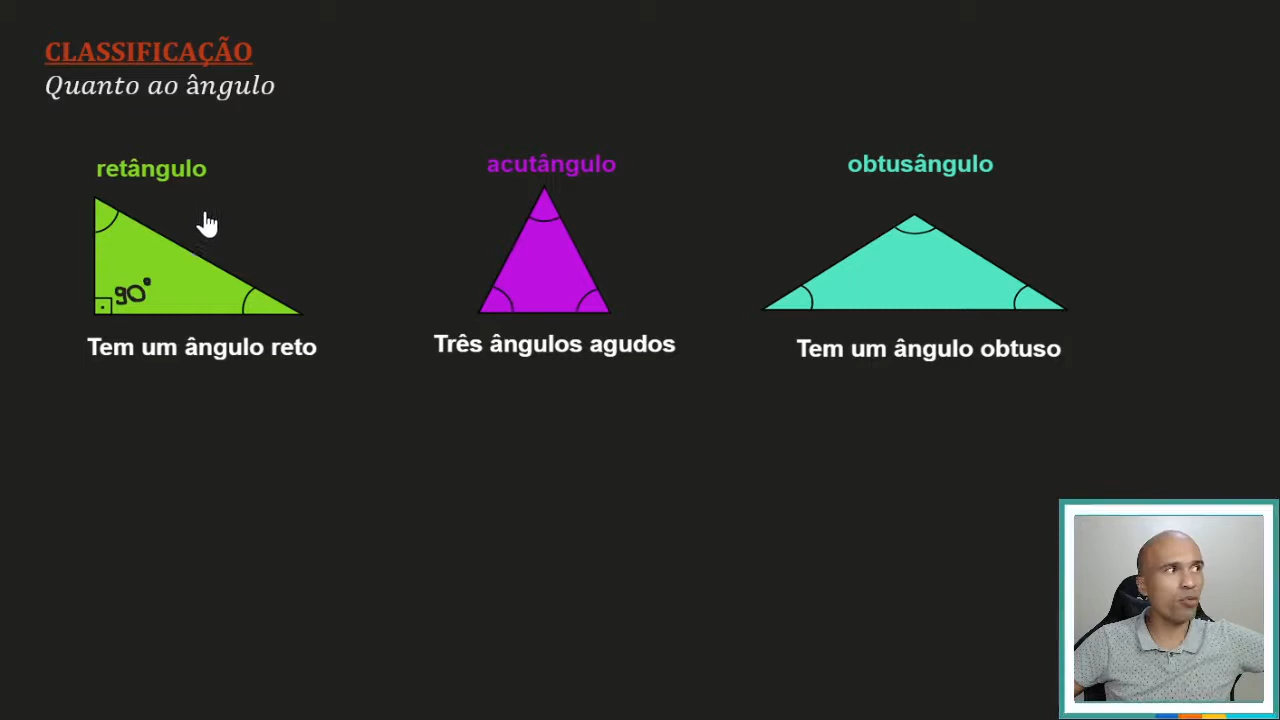 CLASSIFICAÇÃO
Quanto ao ângulo
retângulo
acutângulo
obtusângulo
90°
Tem um ângulo reto
Três ângulos agudos
Tem um ângulo obtuso